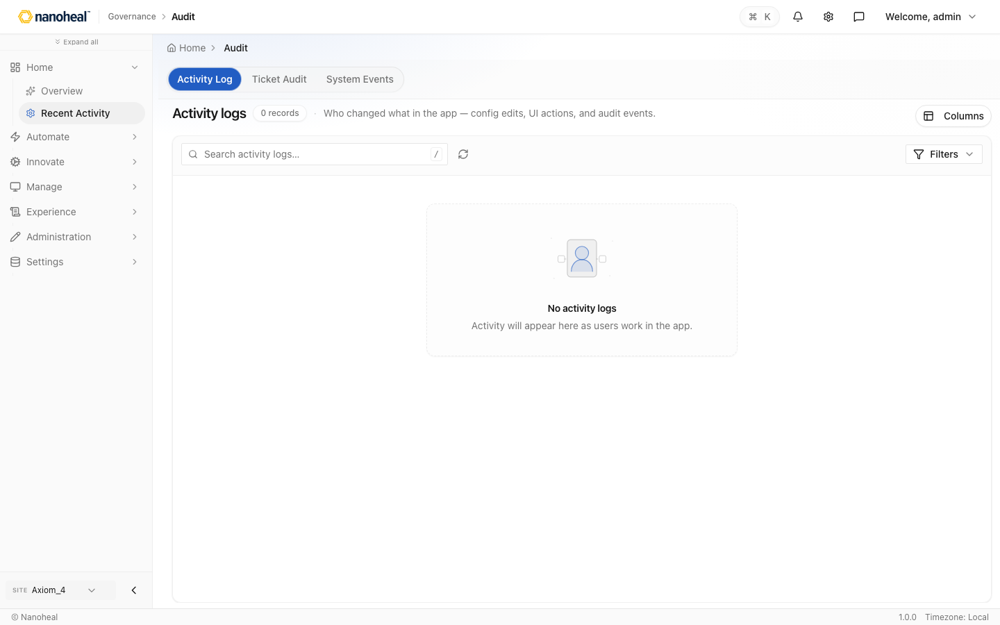 nanoheal™
Governance > Audit
⌘ K
Welcome, admin
Expand all
Home
Overview
Recent Activity
Automate
Innovate
Manage
Experience
Administration
Settings
SITE Axiom_4
Home > Audit
Activity Log
Ticket Audit
System Events
Activity logs
0 records
· Who changed what in the app — config edits, UI actions, and audit events.
Columns
Search activity logs...
/
Filters
No activity logs
Activity will appear here as users work in the app.
© Nanoheal
1.0.0
Timezone: Local